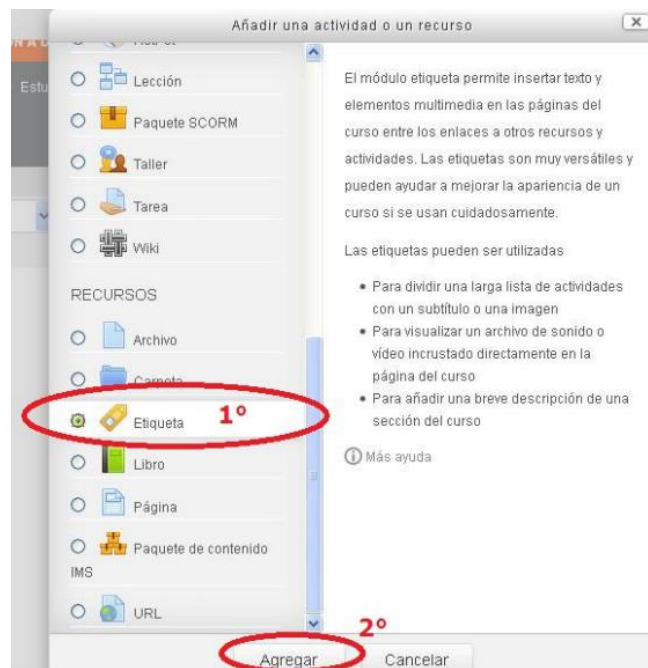 Añadir una actividad o un recurso
Estu
Lección
Paquete SCORM
Taller
Tarea
Wiki
RECURSOS
Archivo
Carpeta
Etiqueta
1º
Libro
Página
Paquete de contenido
IMS
URL
El módulo etiqueta permite insertar texto y
elementos multimedia en las páginas del
curso entre los enlaces a otros recursos y
actividades. Las etiquetas son muy versátiles y
pueden ayudar a mejorar la apariencia de un
curso si se usan cuidadosamente.
Las etiquetas pueden ser utilizadas
Para dividir una larga lista de actividades
con un subtítulo o una imagen
Para visualizar un archivo de sonido o
vídeo incrustado directamente en la
página del curso
Para añadir una breve descripción de una
sección del curso
Más ayuda
2º
Agregar
Cancelar